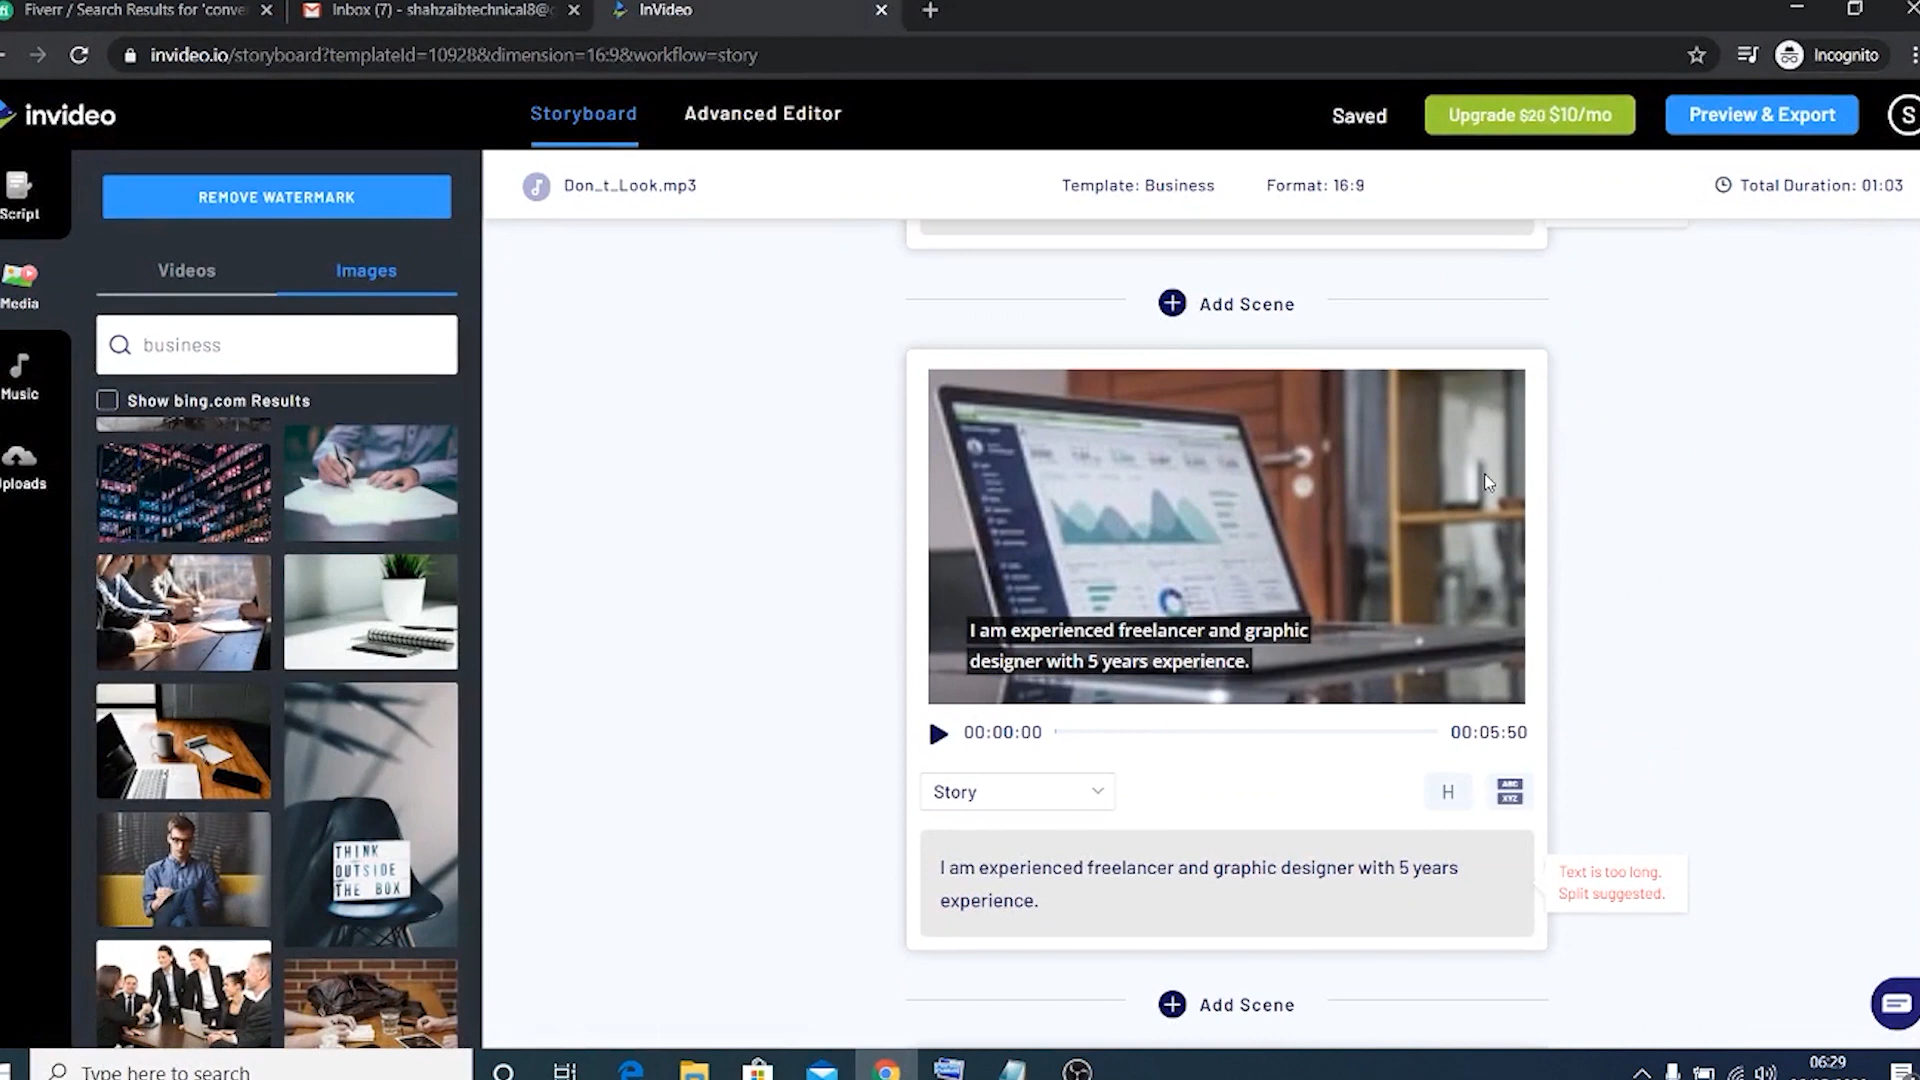 Fiverr / Search Results for 'conve
Inbox (7) - shahzaibtechnical8@g
InVideo
invideo.io/storyboard?templateId=10928&dimension=16:9&workflow=story
Incognito
invideo
Storyboard
Advanced Editor
Saved
Upgrade $20 $10/mo
Preview & Export
S
Script
Media
Music
Uploads
REMOVE WATERMARK
Videos
Images
business
Show bing.com Results
THINK
OUTSIDE
THE BOX
Don_t_Look.mp3
Template: Business
Format: 16:9
Total Duration: 01:03
Add Scene
I am experienced freelancer and graphic
designer with 5 years experience.
00:00:00
00:05:50
Story
H
ABC
XYZ
I am experienced freelancer and graphic designer with 5 years
experience.
Text is too long.
Split suggested.
Add Scene
Type here to search
06:29